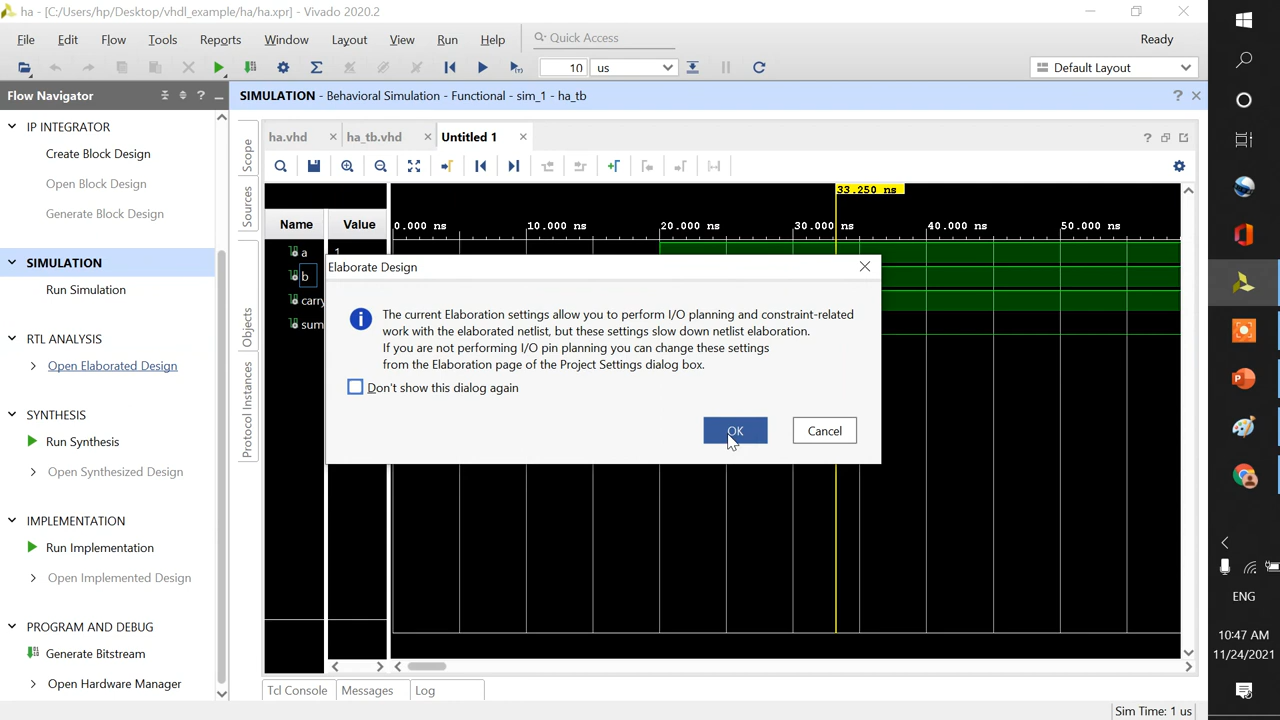 ha - [C:/Users/hp/Desktop/vhdl_example/ha/ha.xpr] - Vivado 2020.2
File Edit Flow Tools Reports Window Layout View Run Help Quick Access Ready
10 us Default Layout
Flow Navigator
SIMULATION - Behavioral Simulation - Functional - sim_1 - ha_tb
IP INTEGRATOR
Create Block Design
Open Block Design
Generate Block Design
SIMULATION
Run Simulation
RTL ANALYSIS
Open Elaborated Design
SYNTHESIS
Run Synthesis
Open Synthesized Design
IMPLEMENTATION
Run Implementation
Open Implemented Design
PROGRAM AND DEBUG
Generate Bitstream
Open Hardware Manager
Scope
Sources
Objects
Protocol Instances
ha.vhd ha_tb.vhd Untitled 1
33.250 ns
Name Value 0.000 ns 10.000 ns 20.000 ns 30.000 ns 40.000 ns 50.000 ns
a 1
b
carry
sum
Elaborate Design
The current Elaboration settings allow you to perform I/O planning and constraint-related
work with the elaborated netlist, but these settings slow down netlist elaboration.
If you are not performing I/O pin planning you can change these settings
from the Elaboration page of the Project Settings dialog box.
Don't show this dialog again
OK Cancel
Tcl Console Messages Log
Sim Time: 1 us
ENG
10:47 AM
11/24/2021